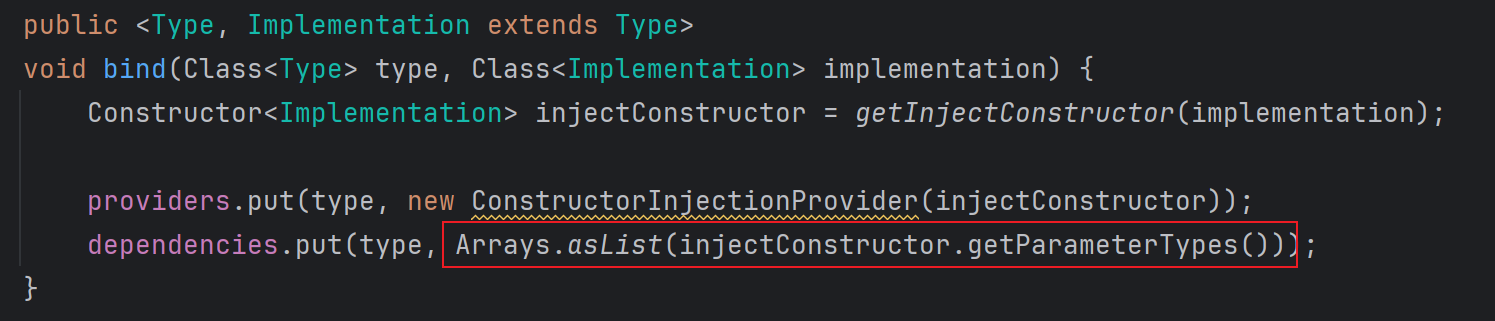 public <Type, Implementation extends Type>
void bind(Class<Type> type, Class<Implementation> implementation) {
    Constructor<Implementation> injectConstructor = getInjectConstructor(implementation);
    providers.put(type, new ConstructorInjectionProvider(injectConstructor));
    dependencies.put(type, Arrays.asList(injectConstructor.getParameterTypes()));
}